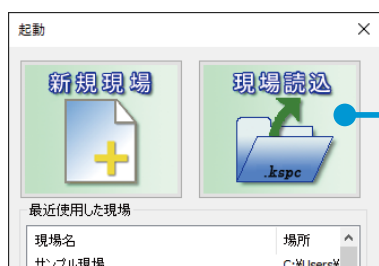 起動
新規現場
現場読込
.kspc
最近使用した現場
現場名
場所
サンプル現場
C:¥Users¥